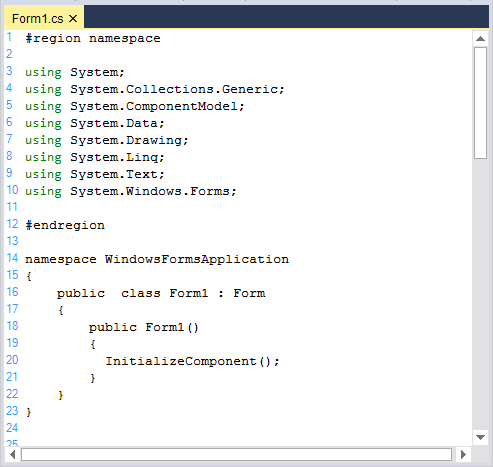 Form1.cs ×
1 #region namespace
2
3 using System;
4 using System.Collections.Generic;
5 using System.ComponentModel;
6 using System.Data;
7 using System.Drawing;
8 using System.Linq;
9 using System.Text;
10 using System.Windows.Forms;
11
12 #endregion
13
14 namespace WindowsFormsApplication
15 {
16     public  class Form1 : Form
17     {
18         public Form1()
19         {
20           InitializeComponent();
21         }
22     }
23 }
24
25